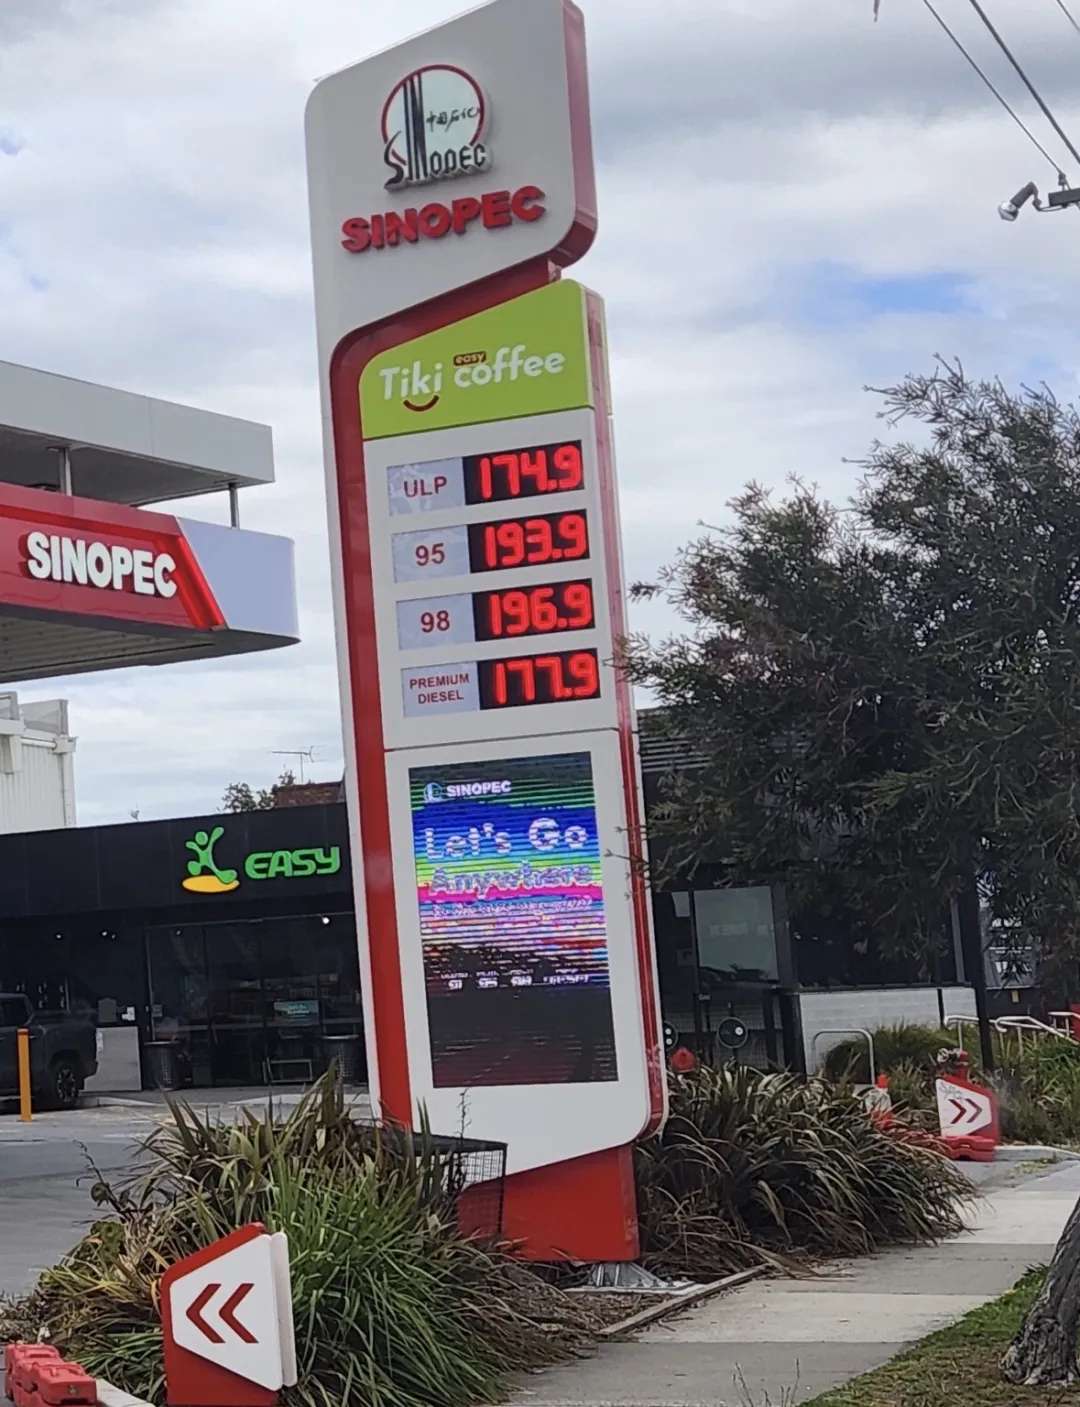 中国石化
SINOPEC
SINOPEC
Tiki easy coffee
ULP 174.9
95 193.9
98 196.9
PREMIUM DIESEL 177.9
SINOPEC
SINOPEC
Let's Go
Anywhere
EASY